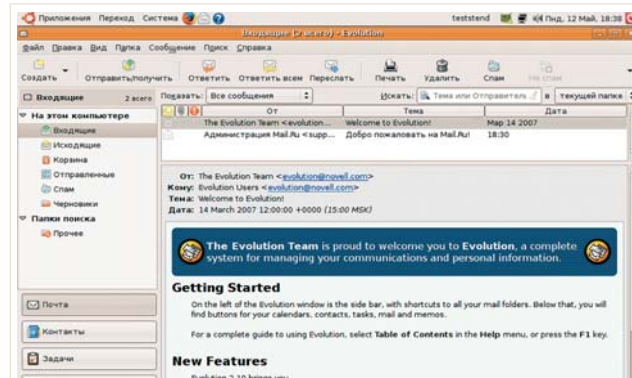 Приложения Переход Система teststend Пнд, 12 Май, 18:38
Входящие (2 всего) - Evolution
Файл Правка Вид Папка Сообщение Поиск Справка
Создать Отправить/получить Ответить Ответить всем Переслать Печать Удалить Спам Не спам
Входящие 2 всего Показать: Все сообщения Искать: Тема или Отправитель в текущей папке
На этом компьютере От Тема Дата
The Evolution Team <evolution... Welcome to Evolution! Мар 14 2007
Входящие
Администрация Mail.Ru <supp... Добро пожаловать на Mail.Ru! 18:30
Исходящие
Корзина
Отправленные
Спам
Черновики
Папки поиска
Прочее
От: The Evolution Team <evolution@novell.com>
Кому: Evolution Users <evolution@novell.com>
Тема: Welcome to Evolution!
Дата: 14 March 2007 12:00:00 +0000 (15:00 MSK)
The Evolution Team is proud to welcome you to Evolution, a complete
system for managing your communications and personal information.
Getting Started
On the left of the Evolution window is the side bar, with shortcuts to all your mail folders. Below that, you will
find buttons for your calendars, contacts, tasks, mail and memos.
For a complete guide to using Evolution, select Table of Contents in the Help menu, or press the F1 key.
New Features
Evolution 2.10 brings you
Почта
Контакты
Задачи